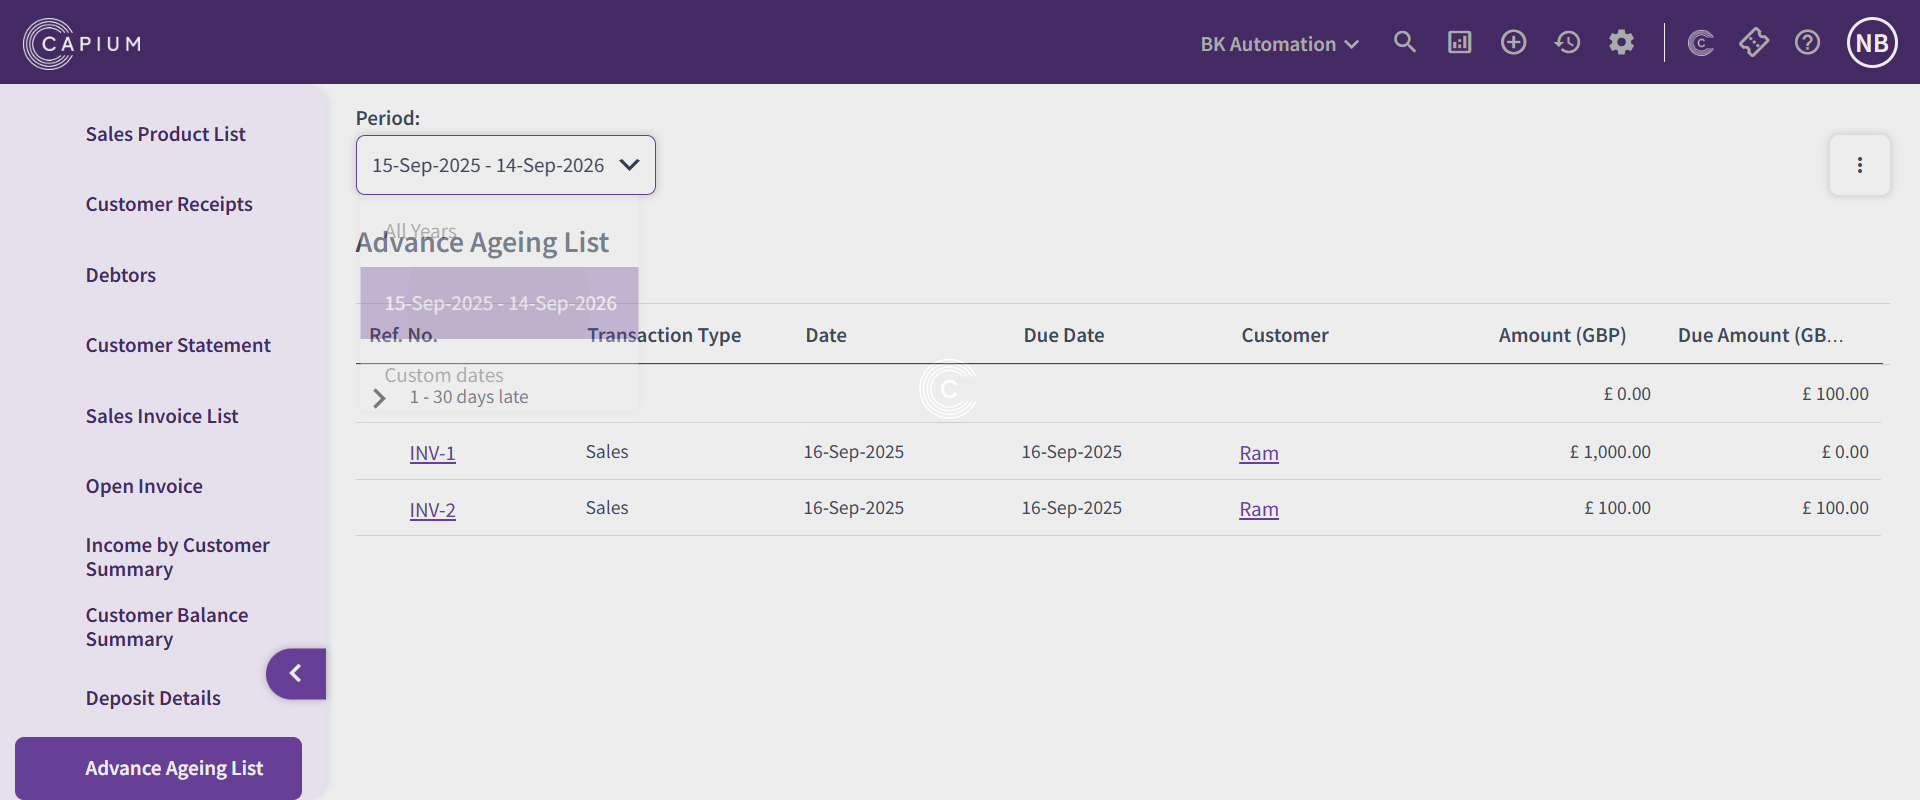 CAPIUM
BK Automation
NB
Sales Product List
Customer Receipts
Debtors
Customer Statement
Sales Invoice List
Open Invoice
Income by Customer
Summary
Customer Balance
Summary
Deposit Details
Advance Ageing List
Period:
15-Sep-2025 - 14-Sep-2026
All Years
Advance Ageing List
15-Sep-2025 - 14-Sep-2026
Ref. No. Transaction Type Date Due Date Customer Amount (GBP) Due Amount (GB...
Custom dates
1 - 30 days late £ 0.00 £ 100.00
INV-1 Sales 16-Sep-2025 16-Sep-2025 Ram £ 1,000.00 £ 0.00
INV-2 Sales 16-Sep-2025 16-Sep-2025 Ram £ 100.00 £ 100.00